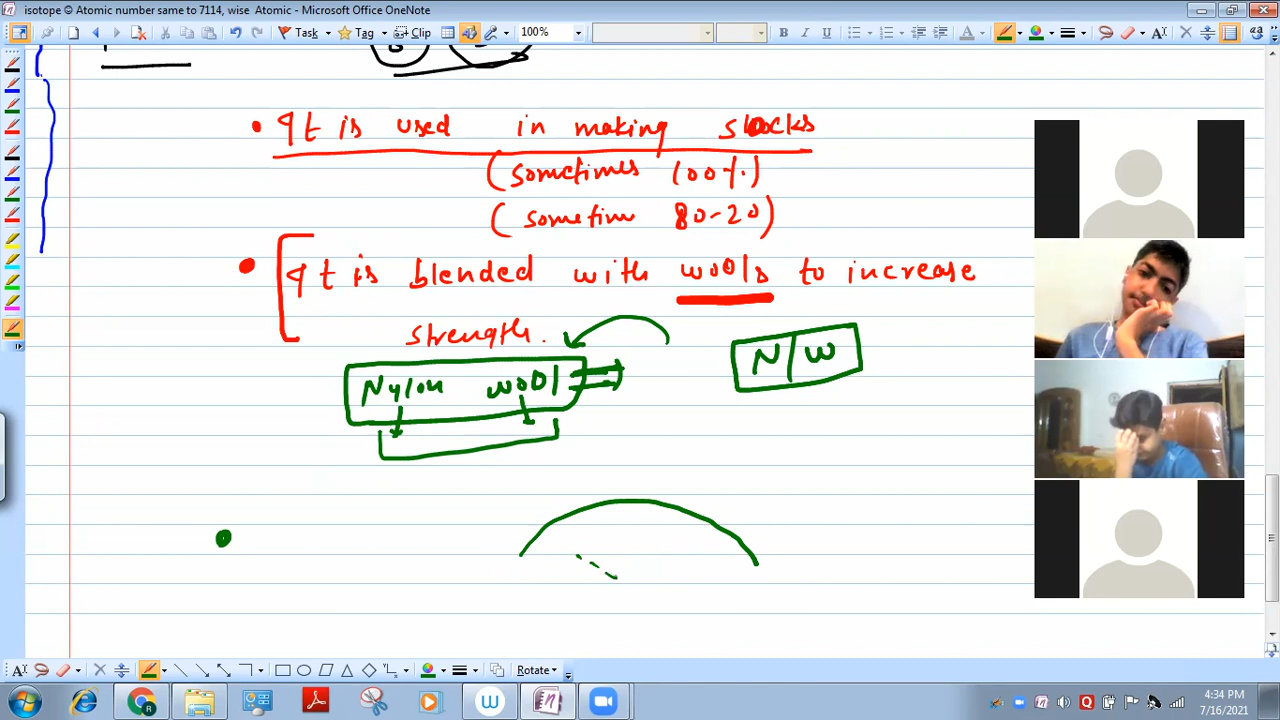 isotope © Atomic number same to 7114, wise Atomic - Microsoft OneNote
Task
Tag
Clip
100%
B I U
• It is used in making socks
(sometimes 100%)
(sometime 80-20)
• It is blended with wools to increase
strength.
Nylon wool
N | W
Rotate
4:34 PM
7/16/2021